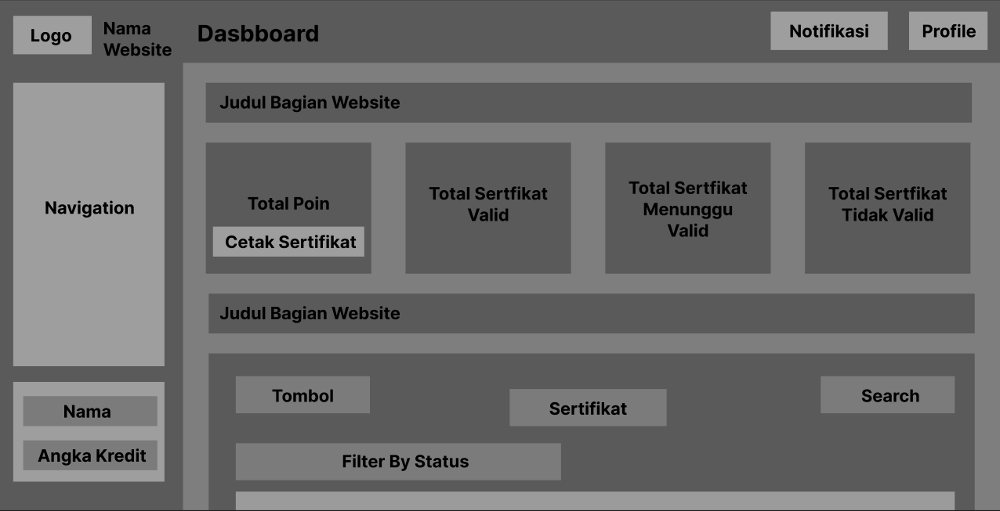 Logo
Nama
Website
Dasbboard
Notifikasi
Profile
Navigation
Nama
Angka Kredit
Judul Bagian Website
Total Poin
Cetak Sertifikat
Total Sertfikat
Valid
Total Sertfikat
Menunggu
Valid
Total Sertfikat
Tidak Valid
Judul Bagian Website
Tombol
Sertifikat
Search
Filter By Status